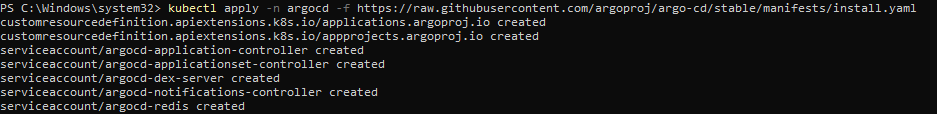 PS C:\Windows\system32> kubectl apply -n argocd -f https://raw.githubusercontent.com/argoproj/argo-cd/stable/manifests/install.yaml
customresourcedefinition.apiextensions.k8s.io/applications.argoproj.io created
customresourcedefinition.apiextensions.k8s.io/appprojects.argoproj.io created
serviceaccount/argocd-application-controller created
serviceaccount/argocd-applicationset-controller created
serviceaccount/argocd-dex-server created
serviceaccount/argocd-notifications-controller created
serviceaccount/argocd-redis created